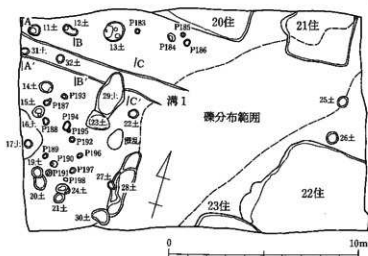 A 11土 12土 P183 20住 21住
B 13土 P184 P185 P186
31土 A' 32土 C
14土 B' P193 29土 C' 溝1
15土 P187 P194 23土 22土 礫分布範囲 25土
16土 P188 P195 P192 撹乱 26土
17土 P189 P190 P196
19土 P191 P197 27土 28土
20土 P198 24土 22住
21土 30土 23住
0 10m